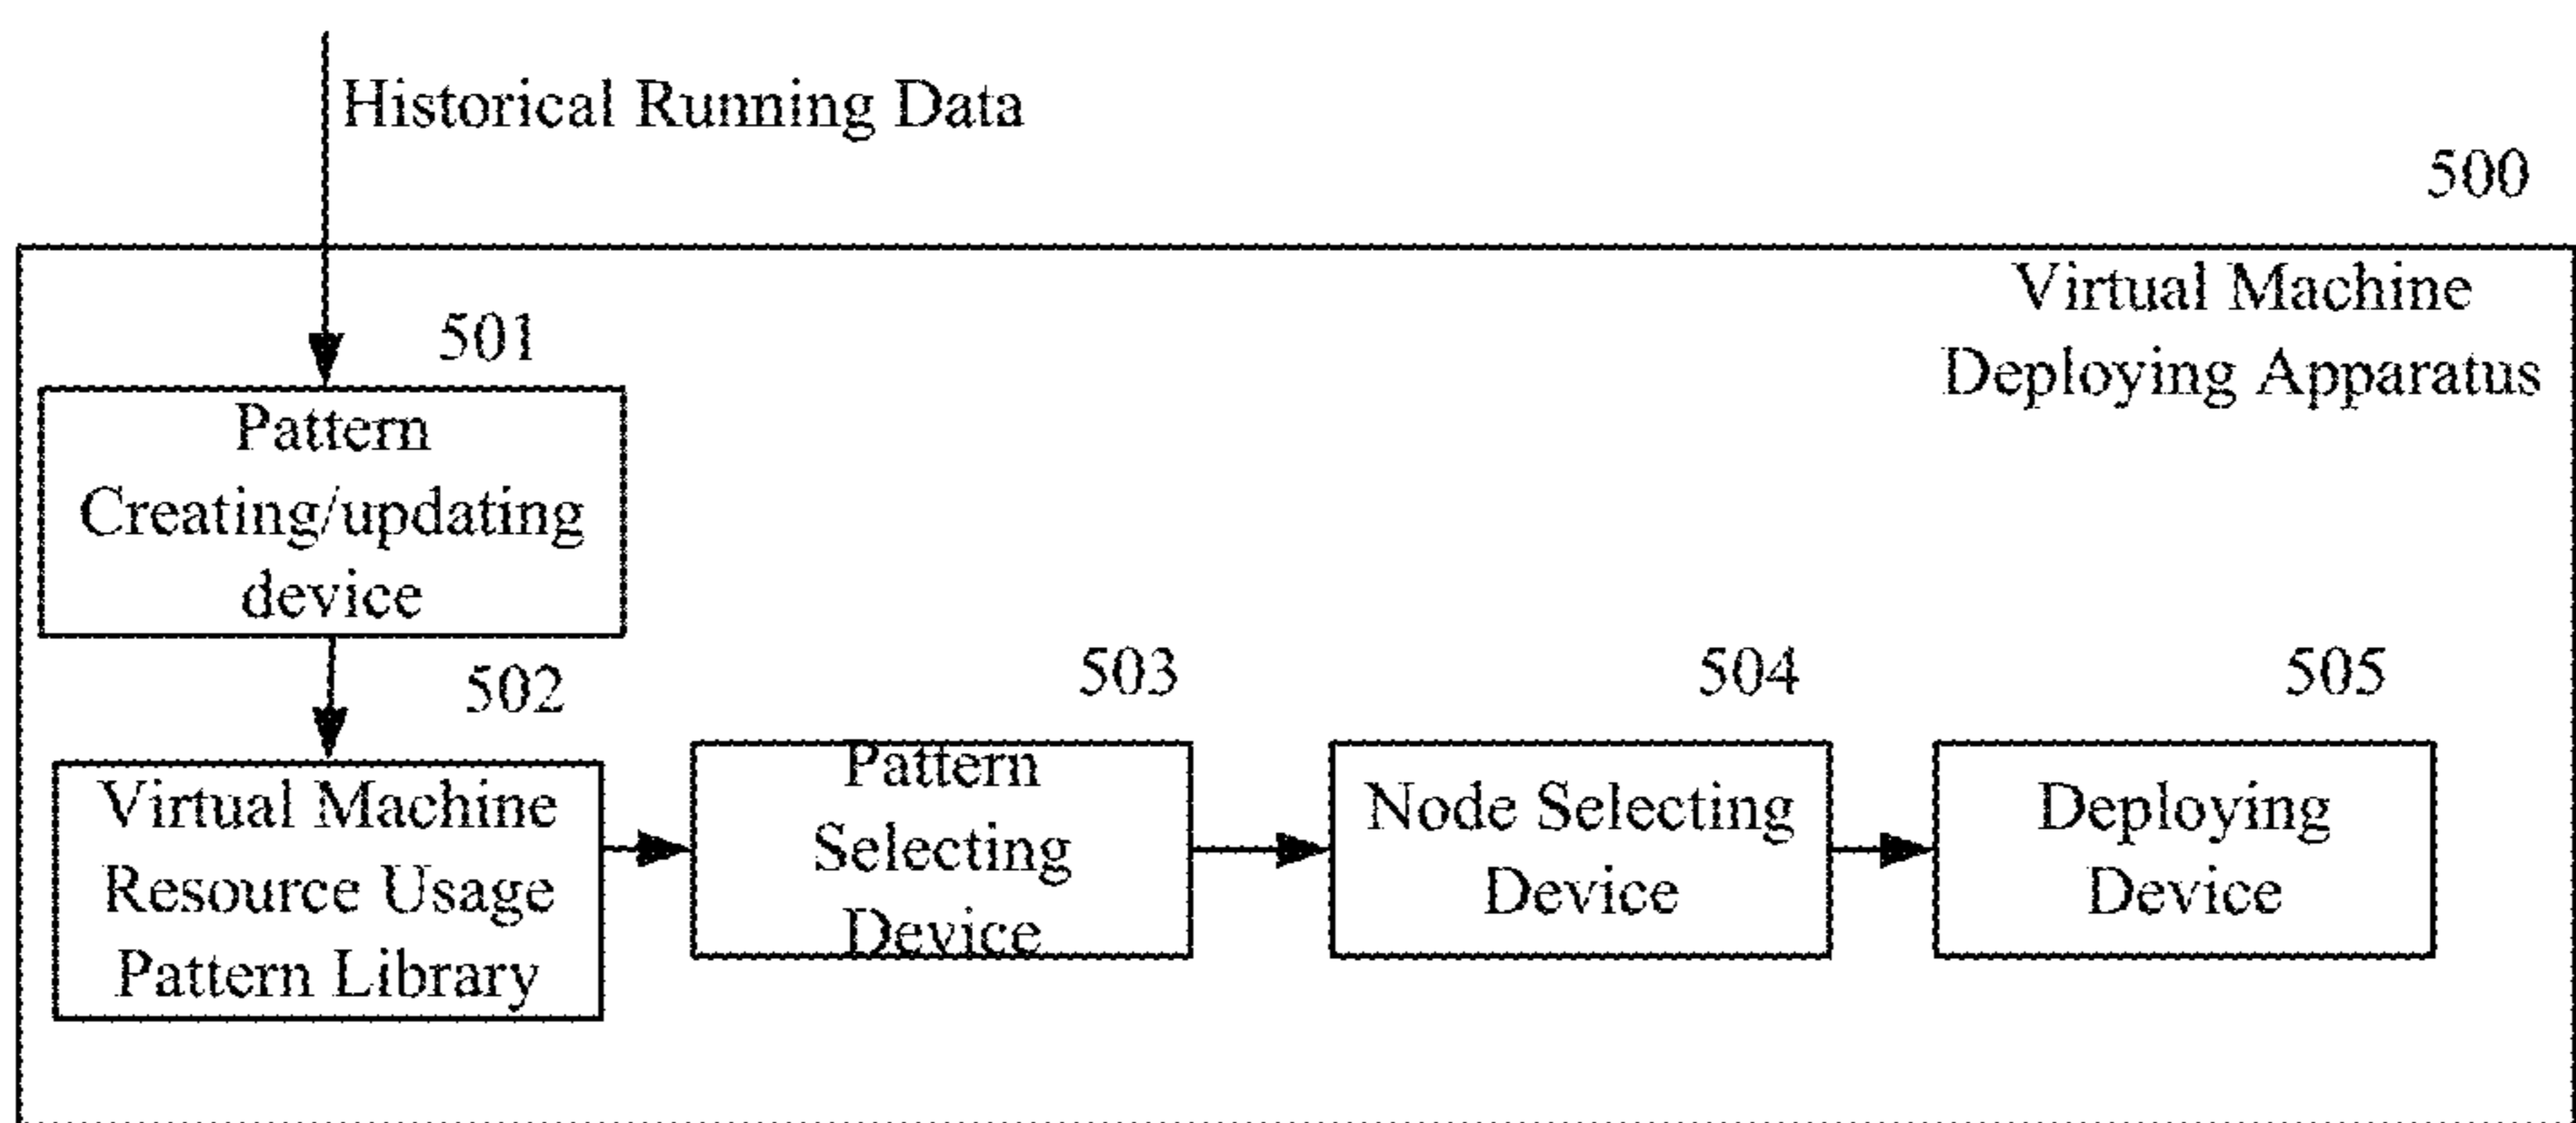 Historical Running Data
500
Virtual Machine
Deploying Apparatus
501
Pattern
Creating/updating
device
502
Virtual Machine
Resource Usage
Pattern Library
503
Pattern
Selecting
Device
504
Node Selecting
Device
505
Deploying
Device